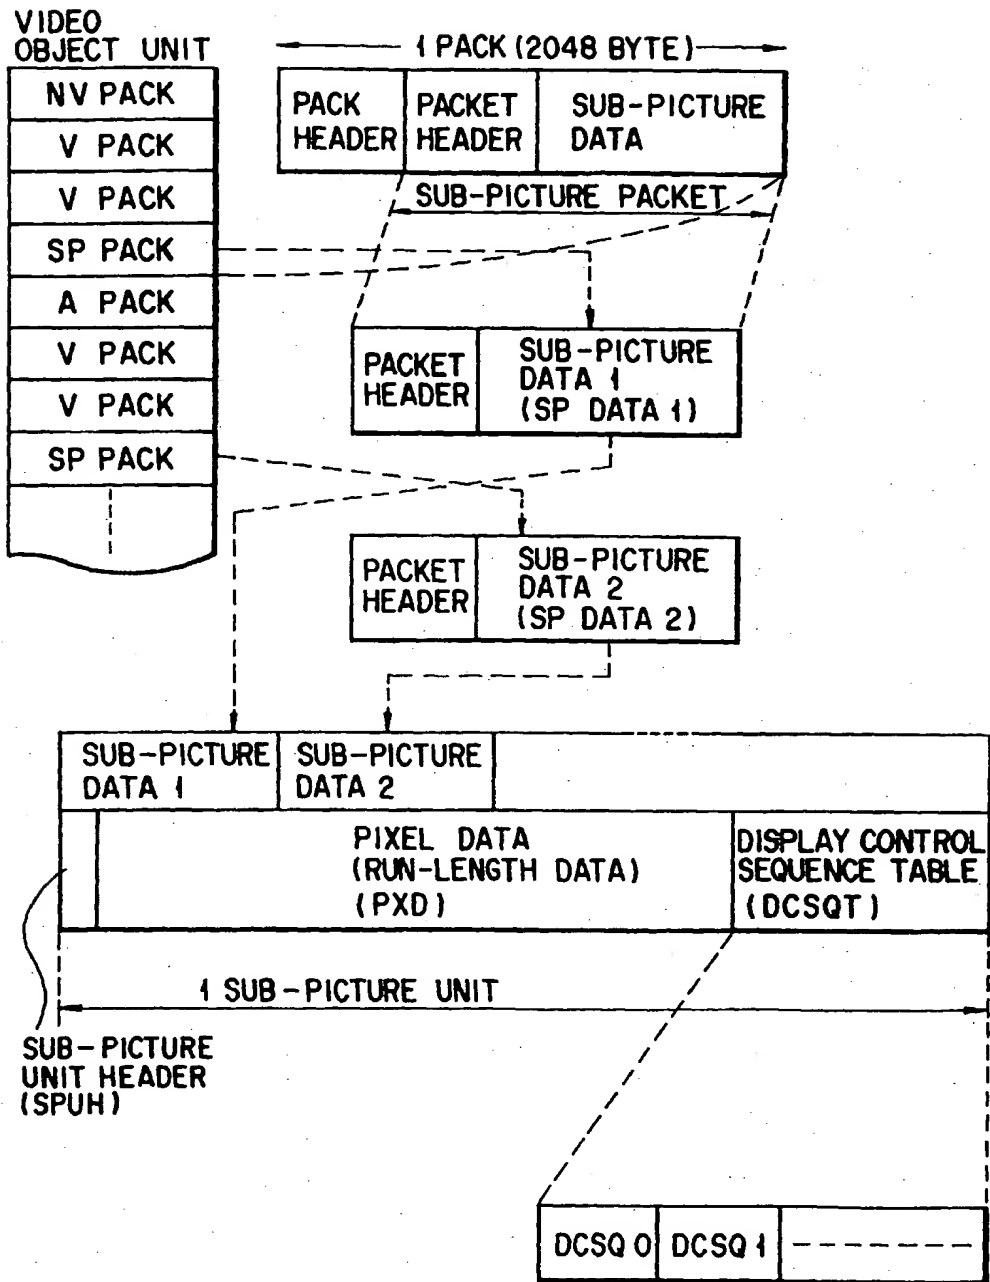 VIDEO
OBJECT UNIT
NV PACK
V PACK
V PACK
SP PACK
A PACK
V PACK
V PACK
SP PACK
1 PACK (2048 BYTE)
PACK
HEADER
PACKET
HEADER
SUB-PICTURE
DATA
SUB-PICTURE PACKET
PACKET
HEADER
SUB-PICTURE
DATA 1
(SP DATA 1)
PACKET
HEADER
SUB-PICTURE
DATA 2
(SP DATA 2)
SUB-PICTURE
DATA 1
SUB-PICTURE
DATA 2
PIXEL DATA
(RUN-LENGTH DATA)
(PXD)
DISPLAY CONTROL
SEQUENCE TABLE
(DCSQT)
1 SUB-PICTURE UNIT
SUB-PICTURE
UNIT HEADER
(SPUH)
DCSQ 0
DCSQ 1